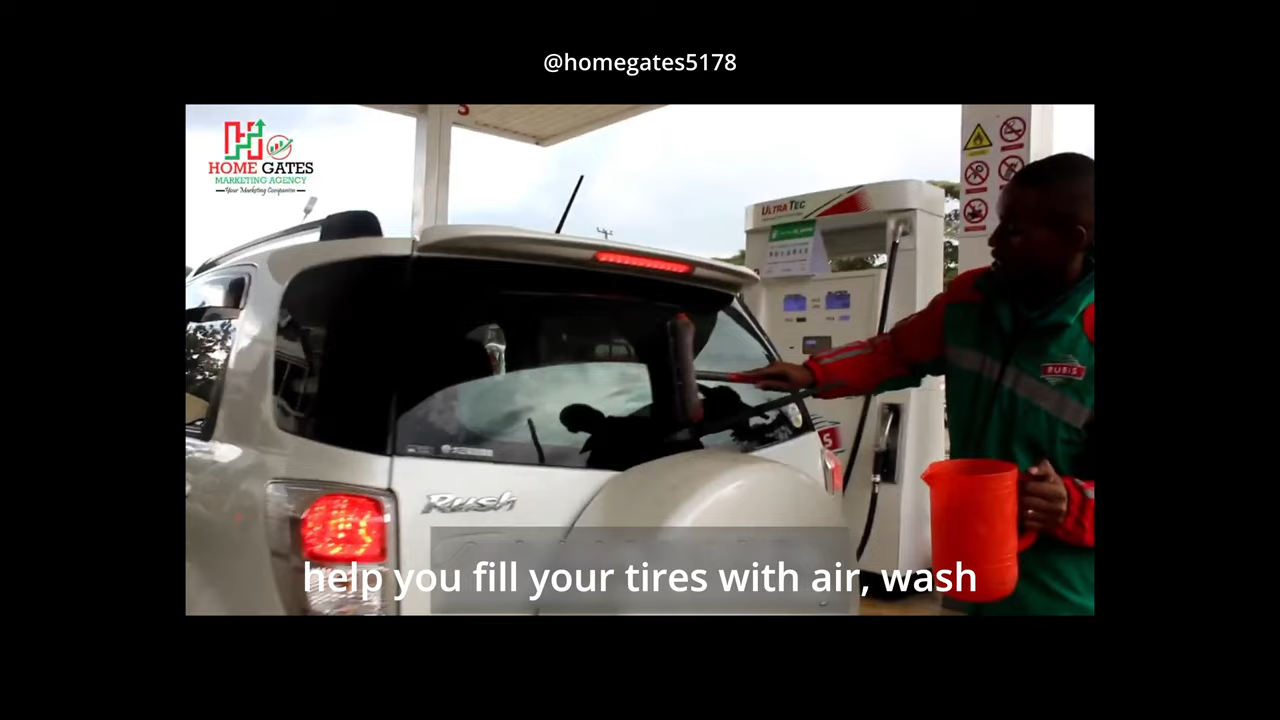 @homegates5178
S
HOME GATES
MARKETING AGENCY
Your Marketing Companion
ULTRA TEC
RUBiS
Rush
help you fill your tires with air, wash